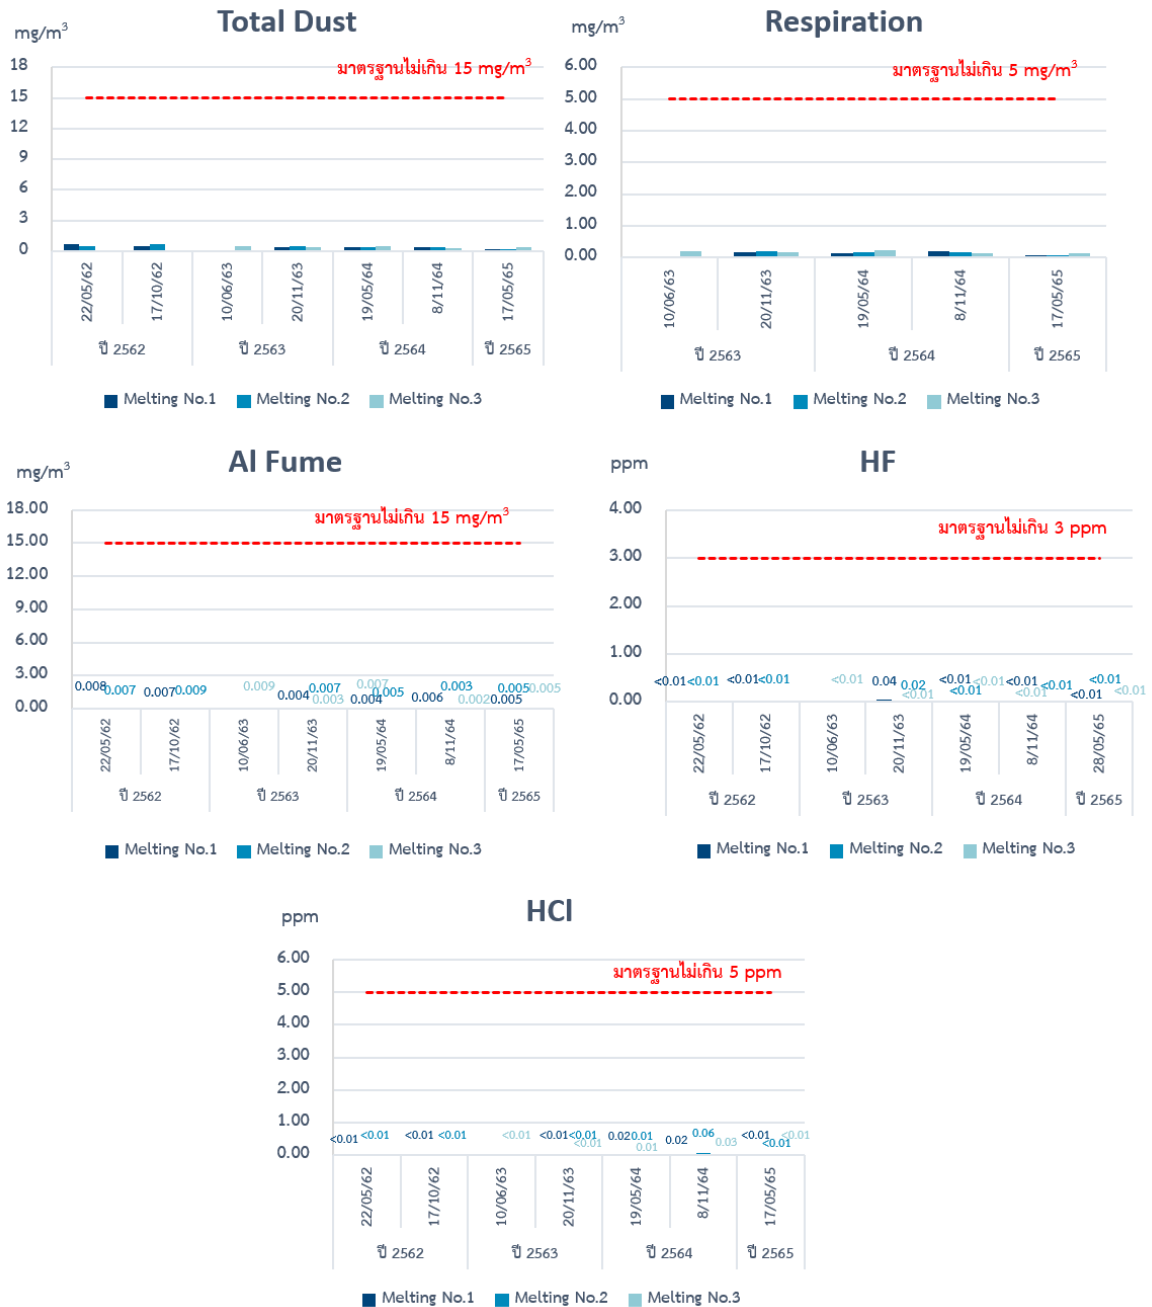 Total Dust
mg/m³
มาตรฐานไม่เกิน 15 mg/m³
18
15
12
9
6
3
0
22/05/62
17/10/62
10/06/63
20/11/63
19/05/64
8/11/64
17/05/65
ปี 2562
ปี 2563
ปี 2564
ปี 2565
Melting No.1
Melting No.2
Melting No.3
Respiration
mg/m³
มาตรฐานไม่เกิน 5 mg/m³
6.00
5.00
4.00
3.00
2.00
1.00
0.00
10/06/63
20/11/63
19/05/64
8/11/64
17/05/65
ปี 2563
ปี 2564
ปี 2565
Melting No.1
Melting No.2
Melting No.3
Al Fume
mg/m³
มาตรฐานไม่เกิน 15 mg/m³
18.00
15.00
12.00
9.00
6.00
3.00
0.00
0.008
0.007
0.007
0.009
0.009
0.004
0.007
0.003
0.004
0.005
0.007
0.006
0.003
0.002
0.005
0.005
0.005
22/05/62
17/10/62
10/06/63
20/11/63
19/05/64
8/11/64
17/05/65
ปี 2562
ปี 2563
ปี 2564
ปี 2565
Melting No.1
Melting No.2
Melting No.3
HF
ppm
มาตรฐานไม่เกิน 3 ppm
4.00
3.00
2.00
1.00
0.00
<0.01
<0.01
<0.01
<0.01
<0.01
0.04
0.02
<0.01
<0.01
<0.01
<0.01
<0.01
<0.01
<0.01
<0.01
<0.01
<0.01
22/05/62
17/10/62
10/06/63
20/11/63
19/05/64
8/11/64
28/05/65
ปี 2562
ปี 2563
ปี 2564
ปี 2565
Melting No.1
Melting No.2
Melting No.3
HCl
ppm
มาตรฐานไม่เกิน 5 ppm
6.00
5.00
4.00
3.00
2.00
1.00
0.00
<0.01
<0.01
<0.01
<0.01
<0.01
<0.01
<0.01
<0.01
0.02
0.01
0.01
0.02
0.06
0.03
<0.01
<0.01
<0.01
22/05/62
17/10/62
10/06/63
20/11/63
19/05/64
8/11/64
17/05/65
ปี 2562
ปี 2563
ปี 2564
ปี 2565
Melting No.1
Melting No.2
Melting No.3